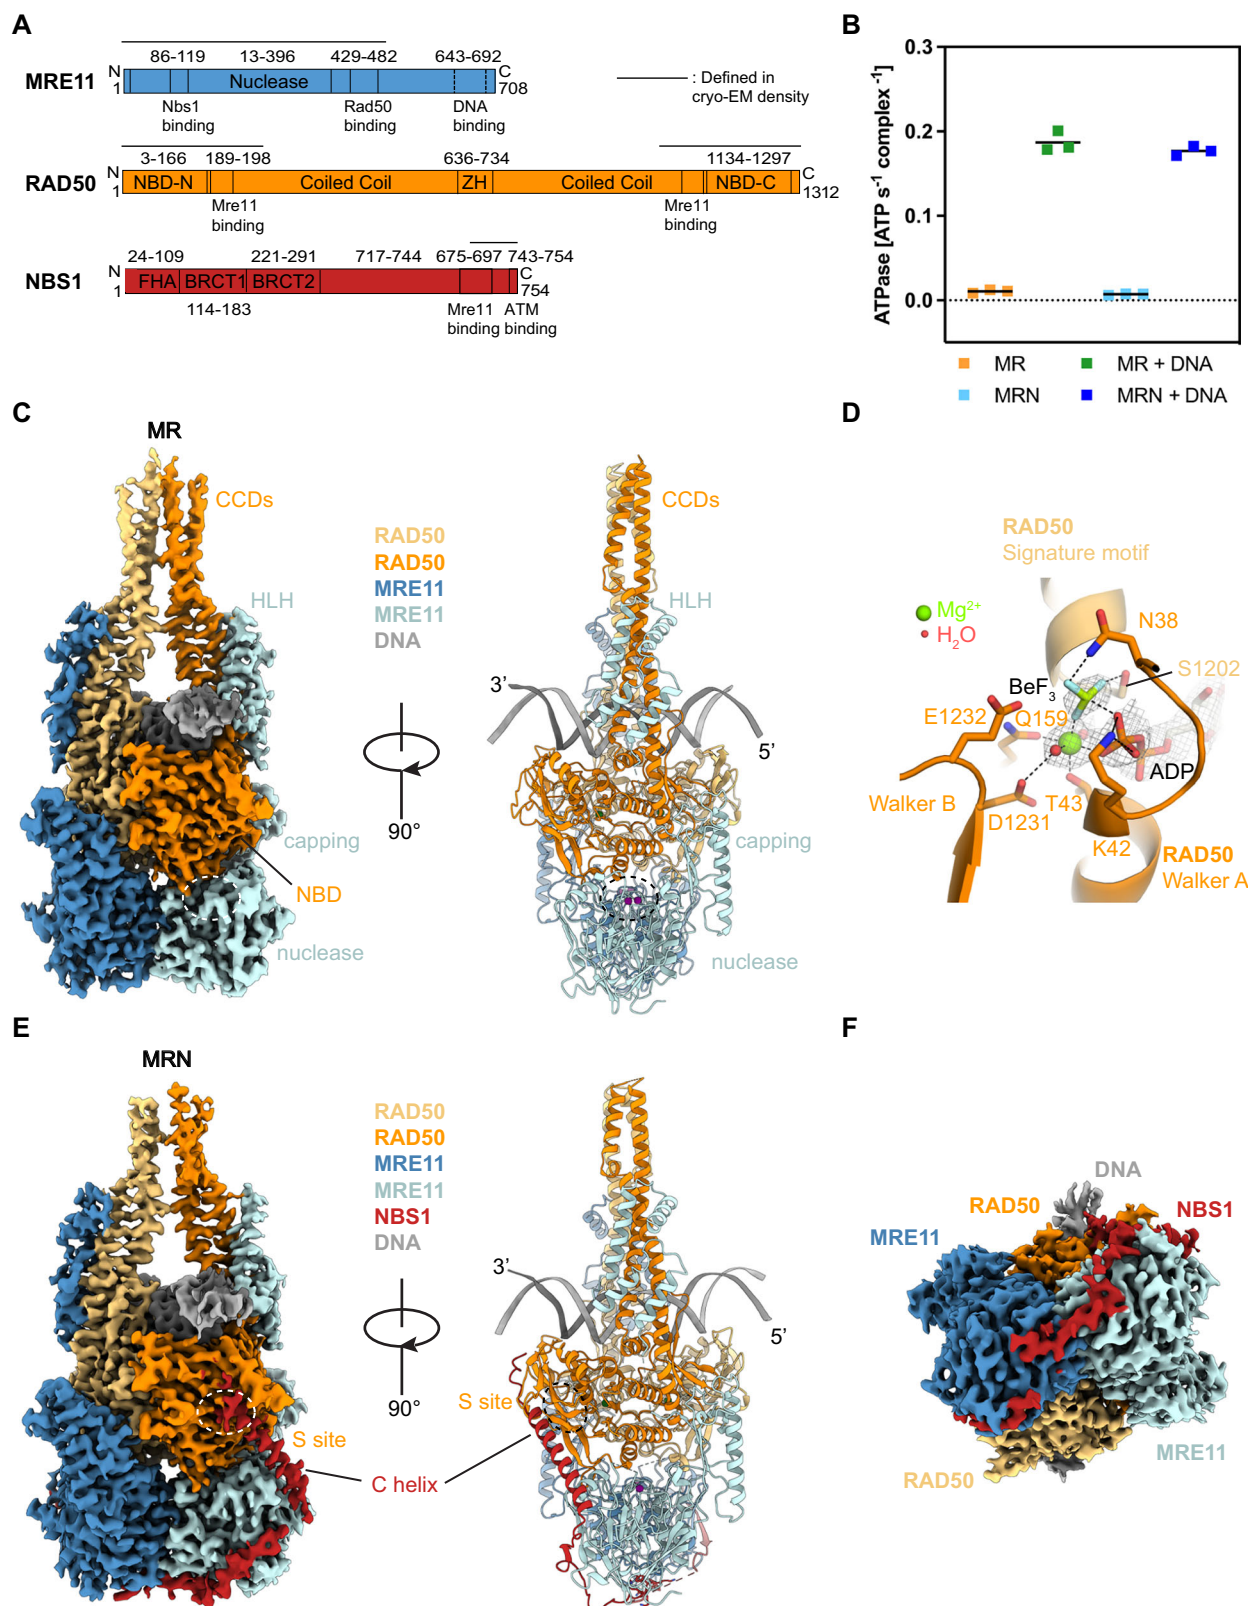 A
86-119 13-396 429-482 643-692
MRE11
N
1
Nuclease
C
708
Nbs1
binding
Rad50
binding
DNA
binding
: Defined in
cryo-EM density
3-166 189-198 636-734 1134-1297
RAD50
N
1
NBD-N Coiled Coil ZH Coiled Coil NBD-C
C
1312
Mre11
binding
Mre11
binding
24-109 221-291 717-744 675-697 743-754
NBS1
N
1
FHA BRCT1 BRCT2
C
754
114-183
Mre11
binding
ATM
binding
B
ATPase [ATP s⁻¹ complex ⁻¹]
0.3
0.2
0.1
0.0
MR MR + DNA
MRN MRN + DNA
C
MR
CCDs
HLH
capping
NBD
nuclease
RAD50
RAD50
MRE11
MRE11
DNA
90°
CCDs
HLH
3’
5’
capping
nuclease
D
RAD50
Signature motif
Mg²⁺
H₂O
N38
S1202
BeF₃
E1232
Q159
ADP
Walker B
D1231
T43
K42
RAD50
Walker A
E
MRN
S site
C helix
RAD50
RAD50
MRE11
MRE11
NBS1
DNA
90°
3’
5’
S site
F
DNA
RAD50
NBS1
MRE11
MRE11
RAD50